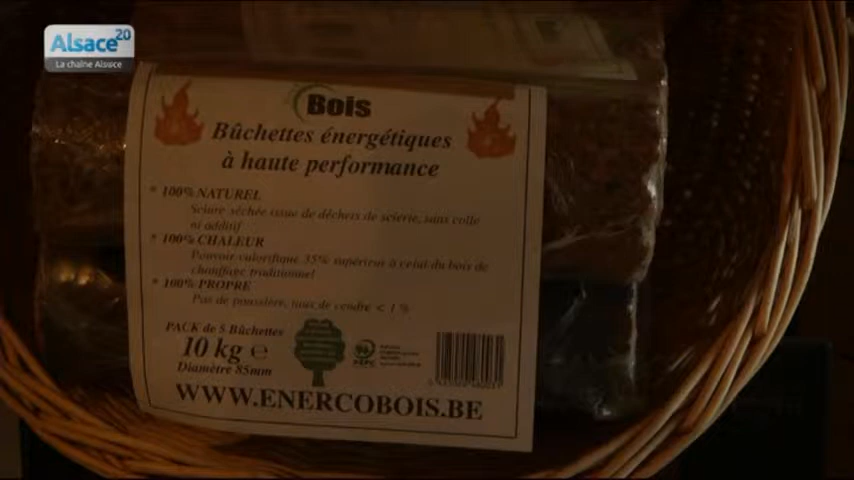 Alsace20
La chaîne Alsace
Bois
Bûchettes énergétiques
à haute performance
* 100% NATUREL
Sciure séchée issue de déchets de scierie, sans colle
ni additif
* 100% CHALEUR
Pouvoir calorifique 35% supérieur à celui du bois de
chauffage traditionnel
* 100% PROPRE
Pas de poussière, taux de cendre < 1 %
PACK de 5 Bûchettes
10 kg e
Diamètre 85mm
PEFC
WWW.ENERCOBOIS.BE